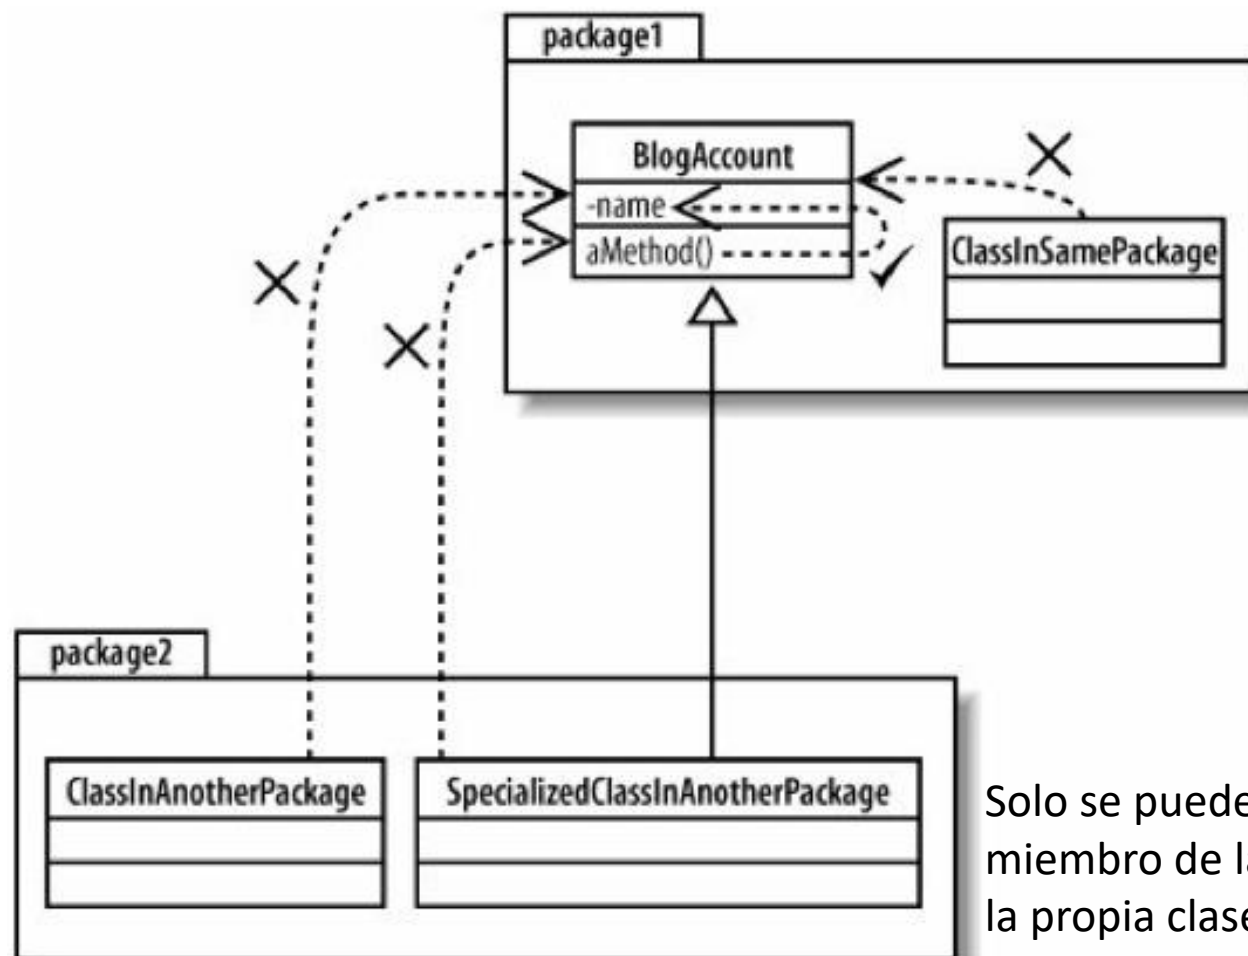 package1
BlogAccount
-name
aMethod()
ClassInSamePackage
package2
ClassInAnotherPackage
SpecializedClassInAnotherPackage
Solo se puede
miembro de la
la propia clase